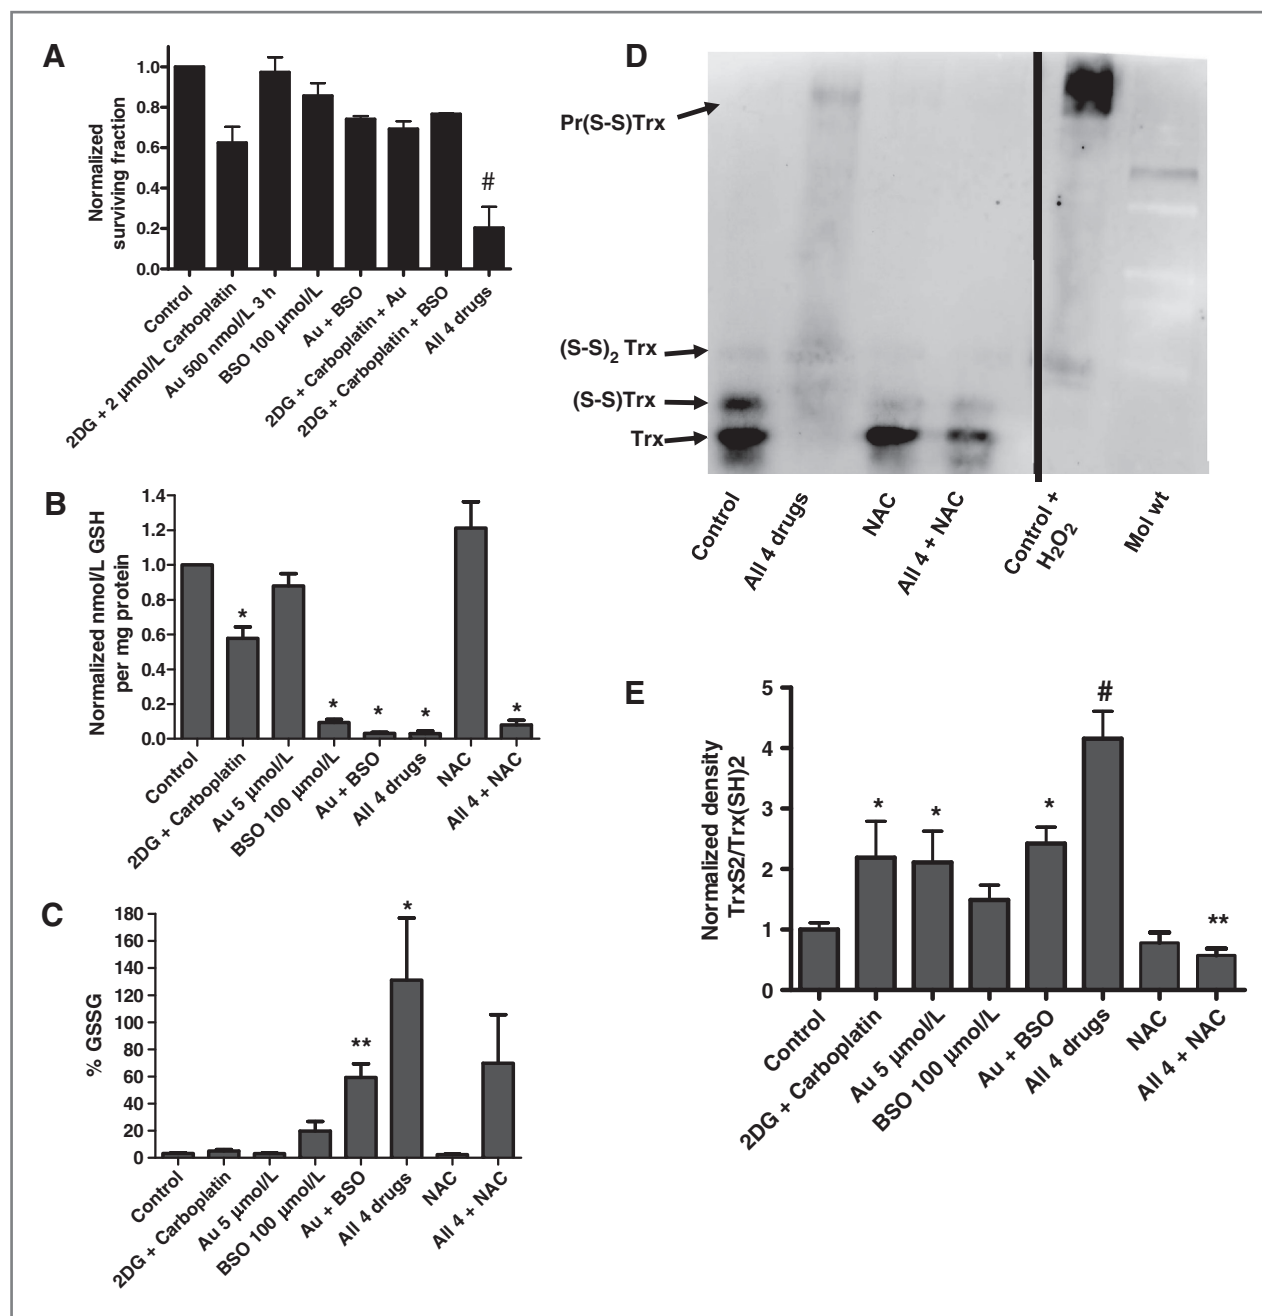 A
Normalized
surviving fraction
1.0
0.8
0.6
0.4
0.2
0.0
#
Control
2DG + 2 μmol/L Carboplatin
Au 500 nmol/L 3 h
BSO 100 μmol/L
Au + BSO
2DG + Carboplatin + Au
2DG + Carboplatin + BSO
All 4 drugs
B
Normalized nmol/L GSH
per mg protein
1.4
1.2
1.0
0.8
0.6
0.4
0.2
0.0
*
*
*
*
*
Control
2DG + Carboplatin
Au 5 μmol/L
BSO 100 μmol/L
Au + BSO
All 4 drugs
NAC
All 4 + NAC
C
% GSSG
180
160
140
120
100
80
60
40
20
0
**
*
Control
2DG + Carboplatin
Au 5 μmol/L
BSO 100 μmol/L
Au + BSO
All 4 drugs
NAC
All 4 + NAC
D
Pr(S-S)Trx
(S-S)₂ Trx
(S-S)Trx
Trx
Control
All 4 drugs
NAC
All 4 + NAC
Control +
H₂O₂
Mol wt
E
Normalized density
TrxS2/Trx(SH)2
5
4
3
2
1
0
*
*
*
#
**
Control
2DG + Carboplatin
Au 5 μmol/L
BSO 100 μmol/L
Au + BSO
All 4 drugs
NAC
All 4 + NAC